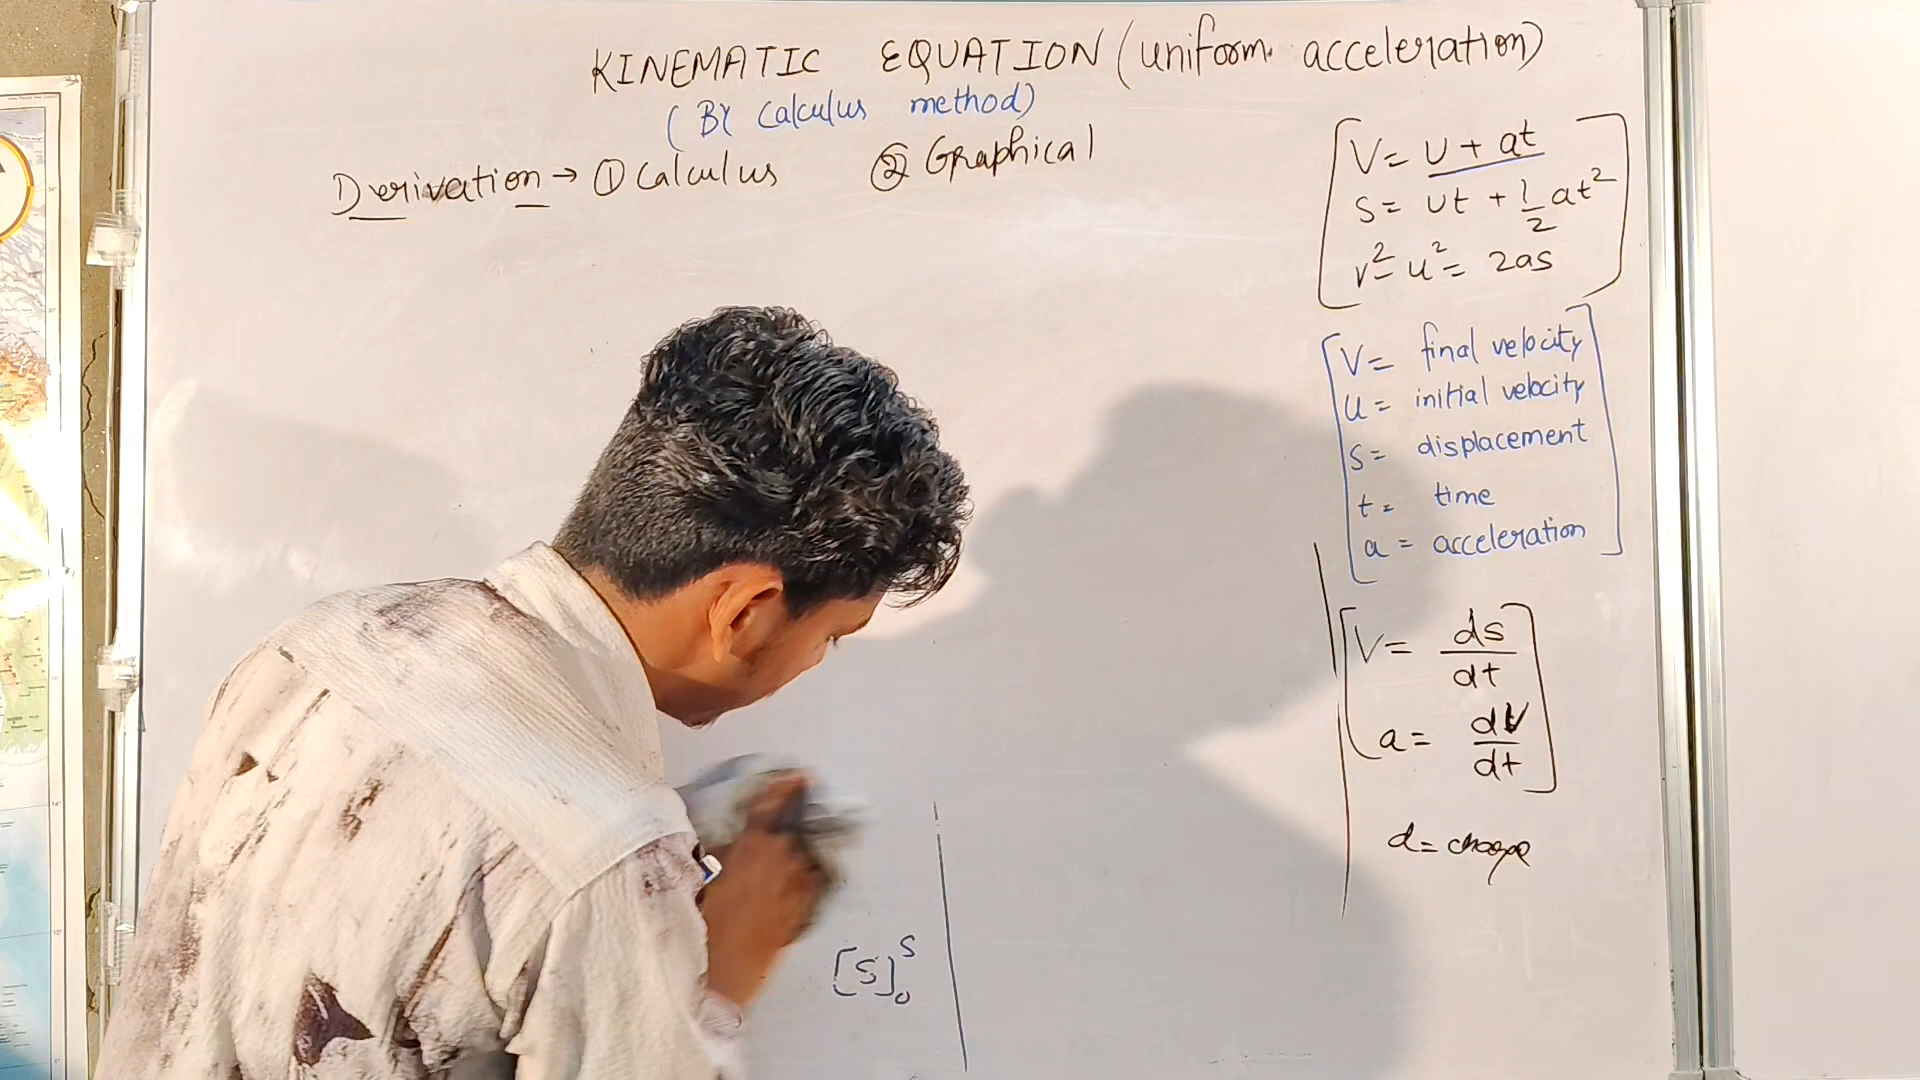 KINEMATIC EQUATION (uniform acceleration)
(BY Calculus method)
Derivation → ① Calculus ② Graphical
V = U + at
S = Ut + 1/2 at²
v² - u² = 2as
V = final velocity
U = initial velocity
S = displacement
t = time
a = acceleration
V = ds/dt
a = dV/dt
d = change
[S]₀ˢ